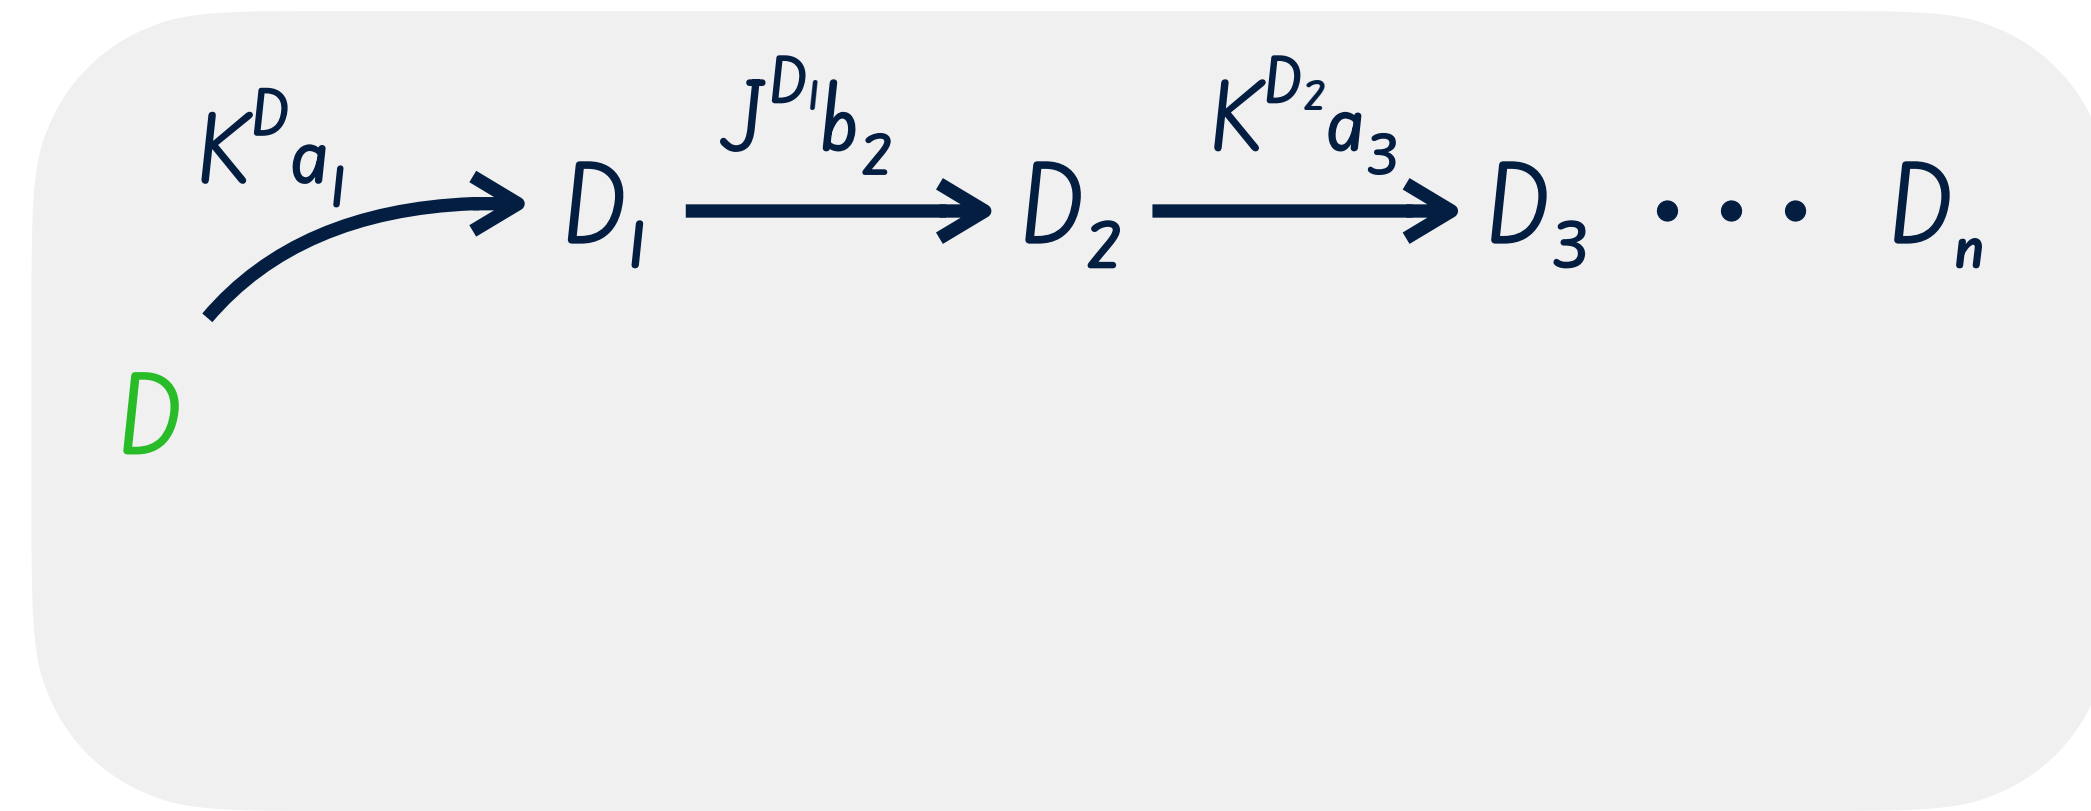 K^D a_1 J^{D_1} b_2 K^{D_2} a_3
D_1 D_2 D_3 • • • D_n
D